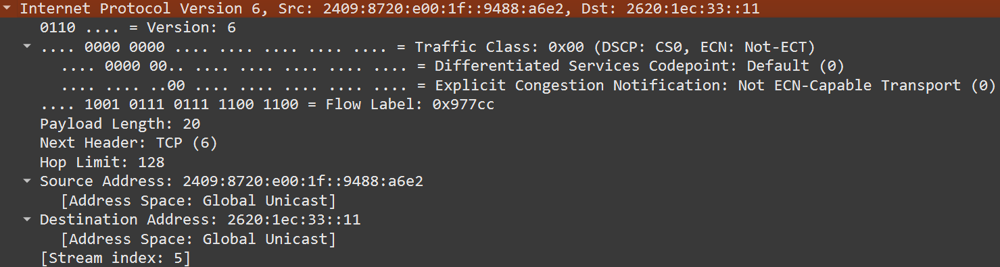 Internet Protocol Version 6, Src: 2409:8720:e00:1f::9488:a6e2, Dst: 2620:1ec:33::11
0110 .... = Version: 6
.... 0000 0000 .... .... .... .... .... = Traffic Class: 0x00 (DSCP: CS0, ECN: Not-ECT)
.... 0000 00.. .... .... .... .... .... = Differentiated Services Codepoint: Default (0)
.... .... ..00 .... .... .... .... .... = Explicit Congestion Notification: Not ECN-Capable Transport (0)
.... 1001 0111 0111 1100 1100 = Flow Label: 0x977cc
Payload Length: 20
Next Header: TCP (6)
Hop Limit: 128
Source Address: 2409:8720:e00:1f::9488:a6e2
[Address Space: Global Unicast]
Destination Address: 2620:1ec:33::11
[Address Space: Global Unicast]
[Stream index: 5]